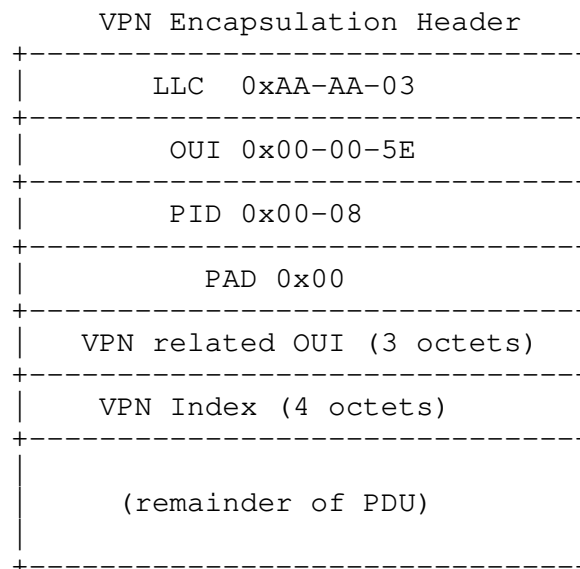 VPN Encapsulation Header
LLC 0xAA-AA-03
OUI 0x00-00-5E
PID 0x00-08
PAD 0x00
VPN related OUI (3 octets)
VPN Index (4 octets)
(remainder of PDU)